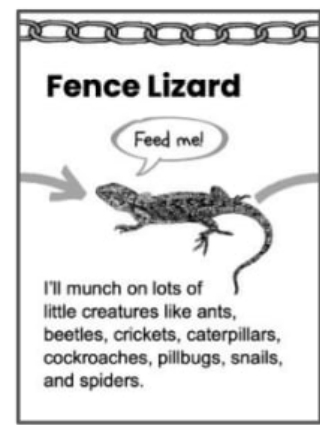 Fence Lizard
Feed me!
I'll munch on lots of
little creatures like ants,
beetles, crickets, caterpillars,
cockroaches, pillbugs, snails,
and spiders.